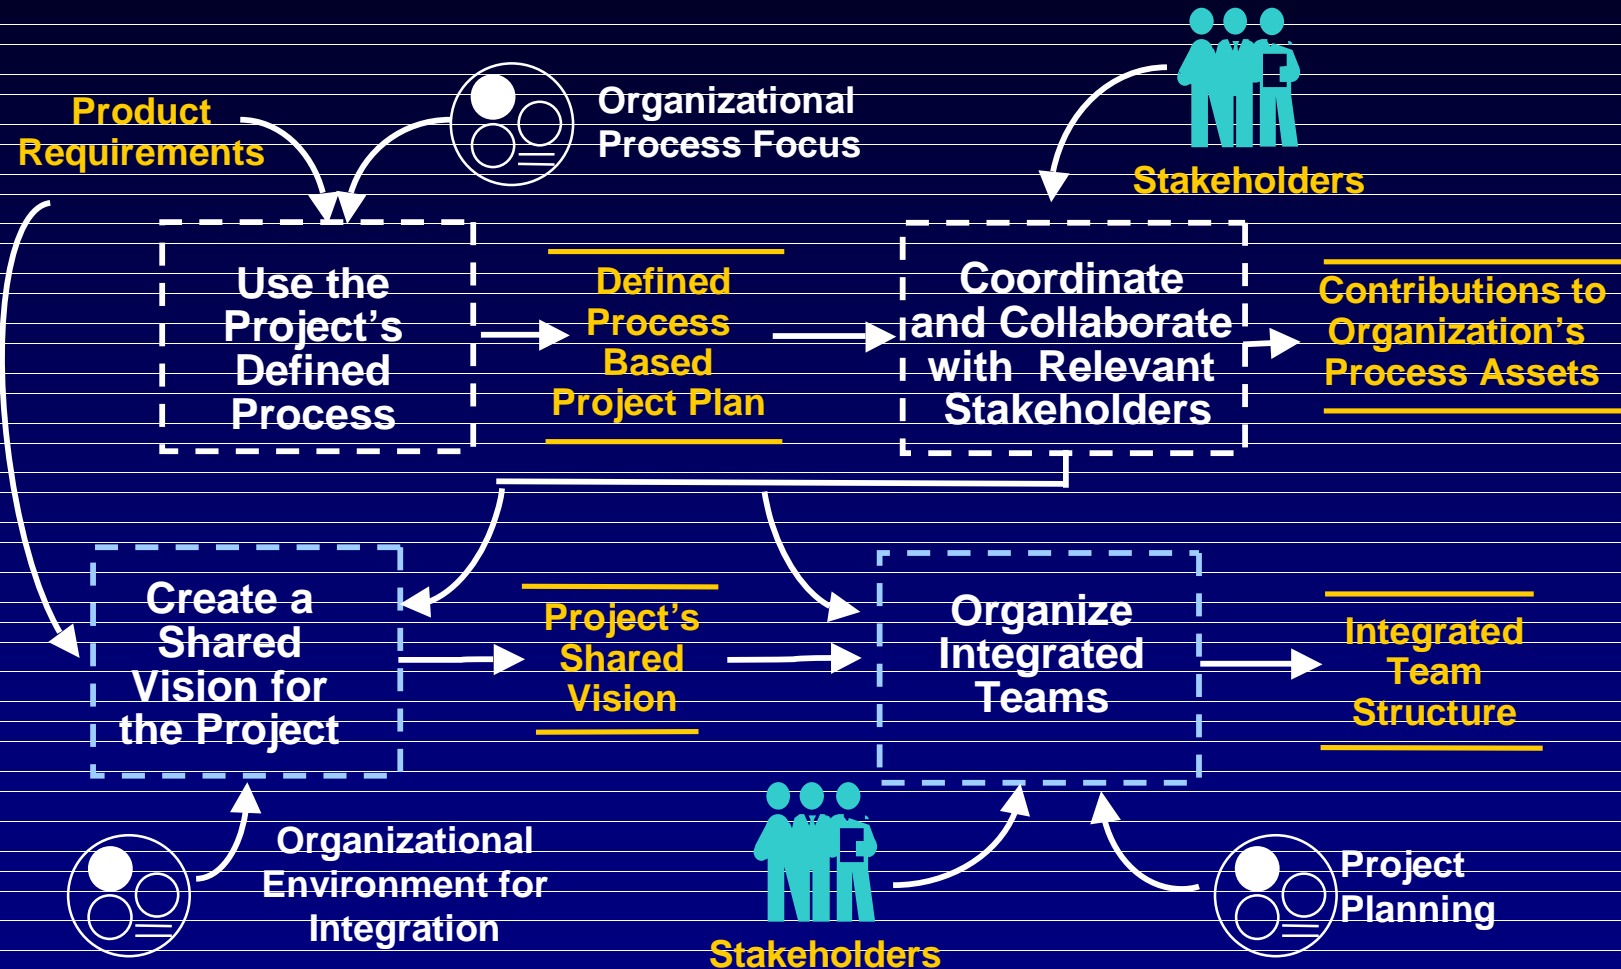 Product
Requirements
Organizational
Process Focus
Stakeholders
Use the
Project’s
Defined
Process
Defined
Process
Based
Project Plan
Coordinate
and Collaborate
with Relevant
Stakeholders
Contributions to
Organization’s
Process Assets
Create a
Shared
Vision for
the Project
Project’s
Shared
Vision
Organize
Integrated
Teams
Integrated
Team
Structure
Organizational
Environment for
Integration
Stakeholders
Project
Planning